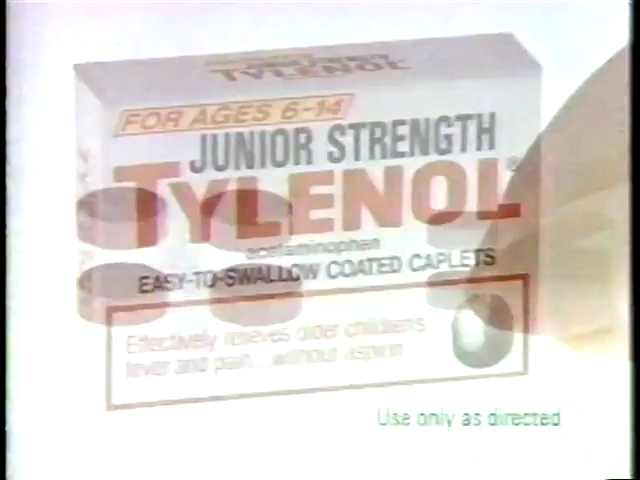 TYLENOL
FOR AGES 6-14
JUNIOR STRENGTH
TYLENOL®
acetaminophen
EASY-TO-SWALLOW COATED CAPLETS
Effectively relieves older children's
fever and pain... without aspirin
Use only as directed